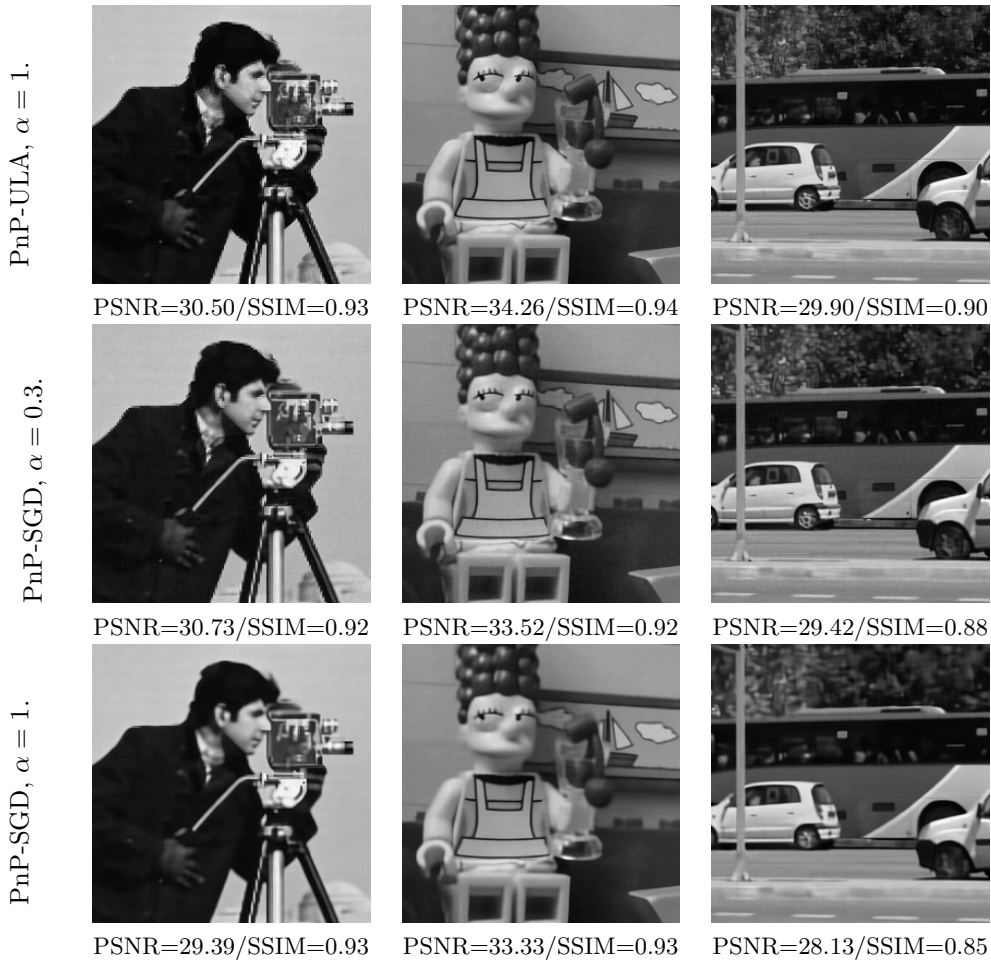 PnP-ULA, α = 1.
PSNR=30.50/SSIM=0.93
PSNR=34.26/SSIM=0.94
PSNR=29.90/SSIM=0.90
PnP-SGD, α = 0.3.
PSNR=30.73/SSIM=0.92
PSNR=33.52/SSIM=0.92
PSNR=29.42/SSIM=0.88
PnP-SGD, α = 1.
PSNR=29.39/SSIM=0.93
PSNR=33.33/SSIM=0.93
PSNR=28.13/SSIM=0.85